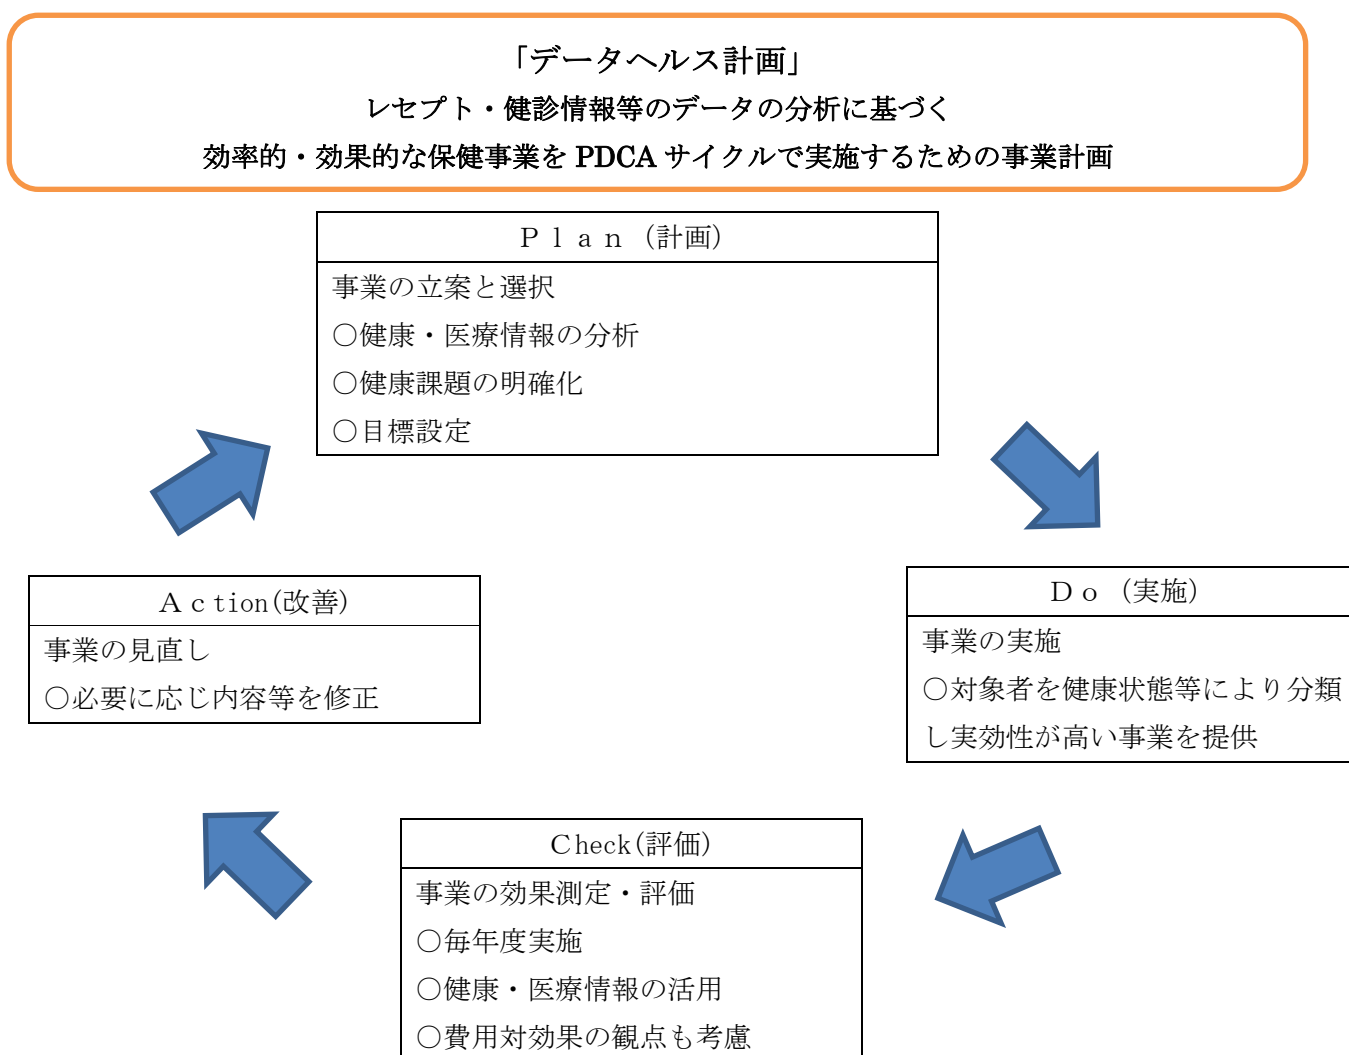 「データヘルス計画」
レセプト・健診情報等のデータの分析に基づく
効率的・効果的な保健事業を PDCA サイクルで実施するための事業計画
Ｐｌａｎ（計画）
事業の立案と選択
○健康・医療情報の分析
○健康課題の明確化
○目標設定
Ｄｏ（実施）
事業の実施
○対象者を健康状態等により分類
し実効性が高い事業を提供
Ｃheck(評価)
事業の効果測定・評価
○毎年度実施
○健康・医療情報の活用
○費用対効果の観点も考慮
Ａｃtion(改善)
事業の見直し
○必要に応じ内容等を修正